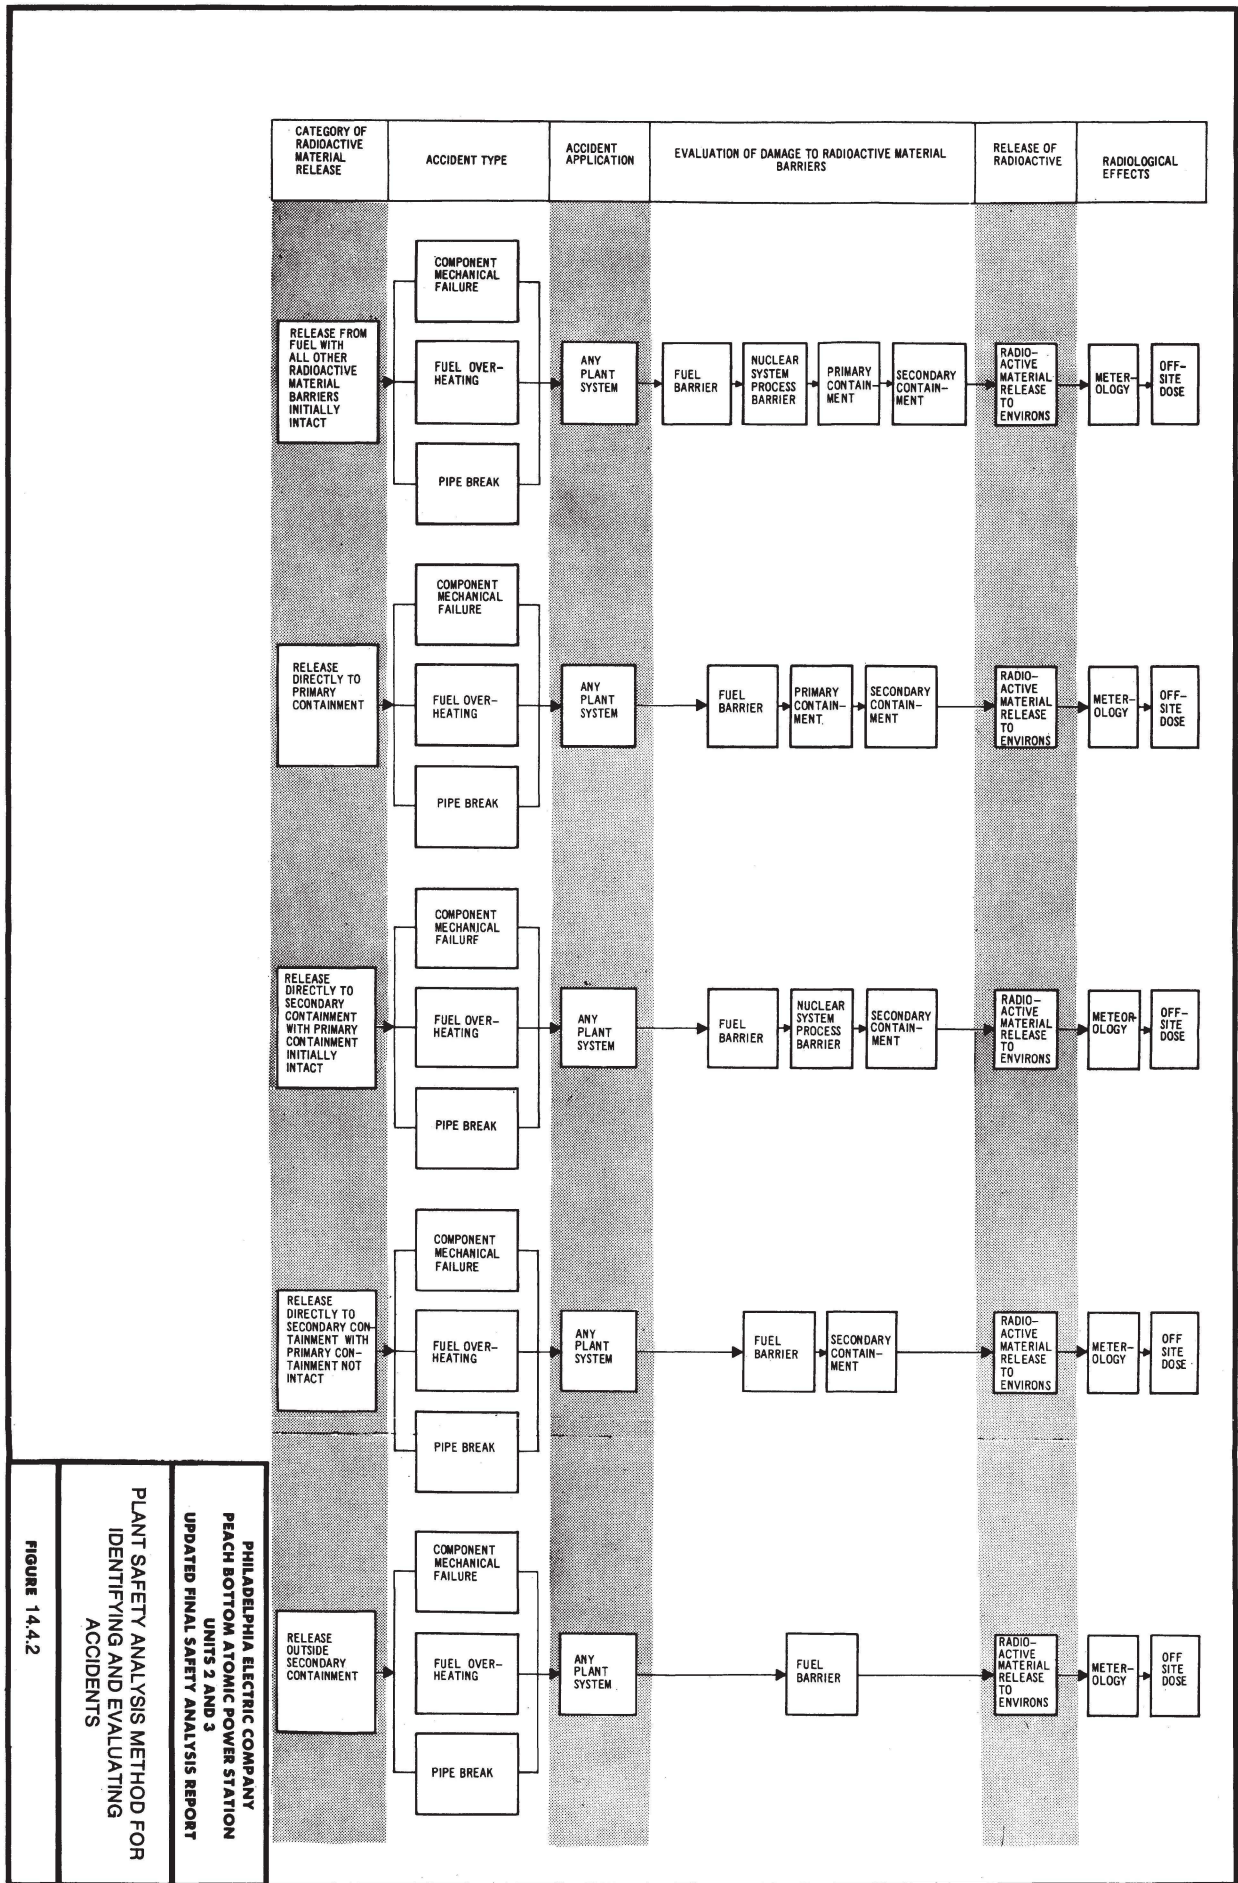 CATEGORY OF
RADIOACTIVE
MATERIAL
RELEASE
ACCIDENT TYPE
ACCIDENT
APPLICATION
EVALUATION OF DAMAGE TO RADIOACTIVE MATERIAL
BARRIERS
RELEASE OF
RADIOACTIVE
RADIOLOGICAL
EFFECTS
RELEASE FROM
FUEL WITH
ALL OTHER
RADIOACTIVE
MATERIAL
BARRIERS
INITIALLY
INTACT
COMPONENT
MECHANICAL
FAILURE
FUEL OVER-
HEATING
PIPE BREAK
ANY
PLANT
SYSTEM
FUEL
BARRIER
NUCLEAR
SYSTEM
PROCESS
BARRIER
PRIMARY
CONTAIN-
MENT
SECONDARY
CONTAIN-
MENT
RADIO-
ACTIVE
MATERIAL
RELEASE
TO
ENVIRONS
METER-
OLOGY
OFF-
SITE
DOSE
RELEASE
DIRECTLY TO
PRIMARY
CONTAINMENT
COMPONENT
MECHANICAL
FAILURE
FUEL OVER-
HEATING
PIPE BREAK
ANY
PLANT
SYSTEM
FUEL
BARRIER
PRIMARY
CONTAIN-
MENT.
SECONDARY
CONTAIN-
MENT
RADIO-
ACTIVE
MATERIAL
RELEASE
TO
ENVIRONS
METER-
OLOGY
OFF-
SITE
DOSE
RELEASE
DIRECTLY TO
SECONDARY
CONTAINMENT
WITH PRIMARY
CONTAINMENT
INITIALLY
INTACT
COMPONENT
MECHANICAL
FAILURF
FUEL OVER-
HEATING
PIPE BREAK
ANY
PLANT
SYSTEM
FUEL
BARRIER
NUCLEAR
SYSTEM
PROCESS
BARRIER
SECONDARY
CONTAIN-
MENT
RADIO-
ACTIVE
MATERIAL
RELEASE
TO
ENVIRONS
METEOR-
OLOGY
OFF-
SITE
DOSE
RELEASE
DIRECTLY TO
SECONDARY CON-
TAINMENT WITH
PRIMARY CON-
TAINMENT NOT
INTACT
COMPONENT
MECHANICAL
FAILURE
FUEL OVER-
HEATING
PIPE BREAK
ANY
PLANT
SYSTEM
FUEL
BARRIER
SECONDARY
CONTAIN-
MENT
RADIO-
ACTIVE
MATERIAL
RELEASE
TO
ENVIRONS
METER-
OLOGY
OFF
SITE
DOSE
RELEASE
OUTSIDE
SECONDARY
CONTAINMENT
COMPONENT
MECHANICAL
FAILURE
FUEL OVER-
HEATING
PIPE BREAK
ANY
PLANT
SYSTEM
FUEL
BARRIER
RADIO-
ACTIVE
MATERIAL
RELEASE
TO
ENVIRONS
METER-
OLOGY
OFF
SITE
DOSE
PHILADELPHIA ELECTRIC COMPANY
PEACH BOTTOM ATOMIC POWER STATION
UNITS 2 AND 3
UPDATED FINAL SAFETY ANALYSIS REPORT
PLANT SAFETY ANALYSIS METHOD FOR
IDENTIFYING AND EVALUATING
ACCIDENTS
FIGURE 14.4.2